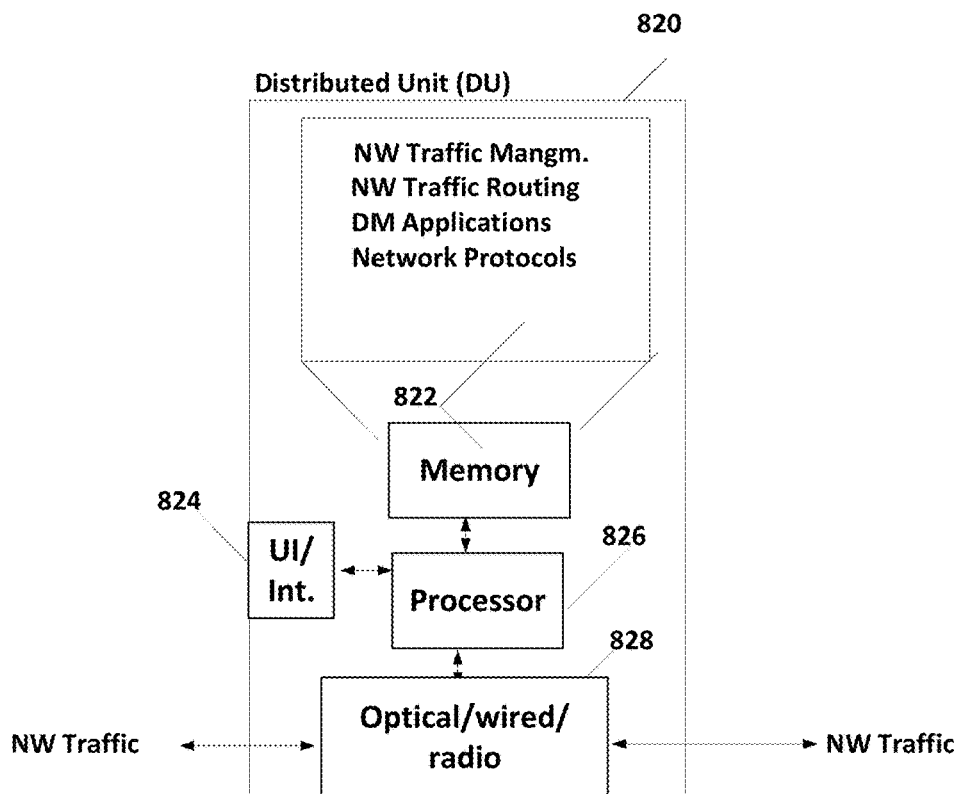 820
Distributed Unit (DU)
NW Traffic Mangm.
NW Traffic Routing
DM Applications
Network Protocols
822
Memory
824
UI/
Int.
826
Processor
828
Optical/wired/
radio
NW Traffic
NW Traffic